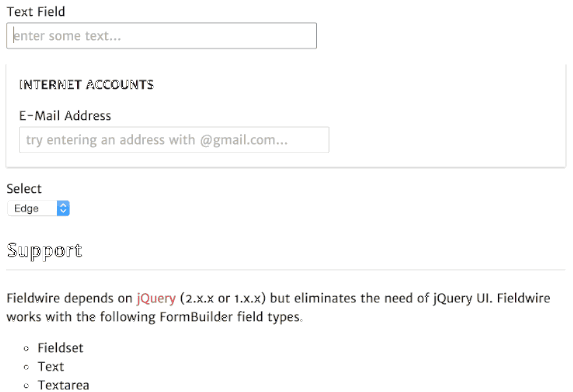 Text Field
enter some text...
INTERNET ACCOUNTS
E-Mail Address
try entering an address with @gmail.com...
Select
Edge
Support
Fieldwire depends on jQuery (2.x.x or 1.x.x) but eliminates the need of jQuery UI. Fieldwire
works with the following FormBuilder field types.
Fieldset
Text
Textarea